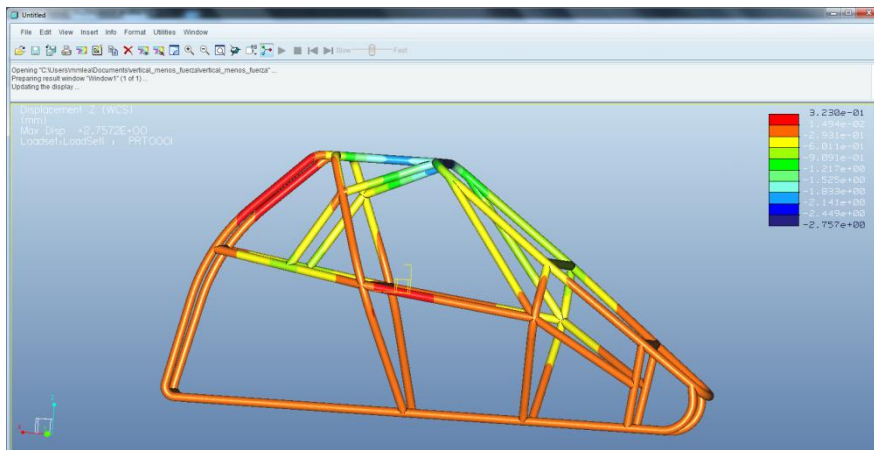 Untitled
File Edit View Insert Info Format Utilities Window
Slow Fast
Opening "C:\Users\mmlea\Documents\vertical_menos_fuerza\vertical_menos_fuerza" ...
Preparing result window "Window1" (1 of 1) ...
Updating the display ...
Displacement Z (WCS)
(mm)
Max Disp +2.7572E+00
Loadset:LoadSet1 : PRT0001
3.230e-01
1.494e-02
-2.931e-01
-6.011e-01
-9.091e-01
-1.217e+00
-1.525e+00
-1.833e+00
-2.141e+00
-2.449e+00
-2.757e+00